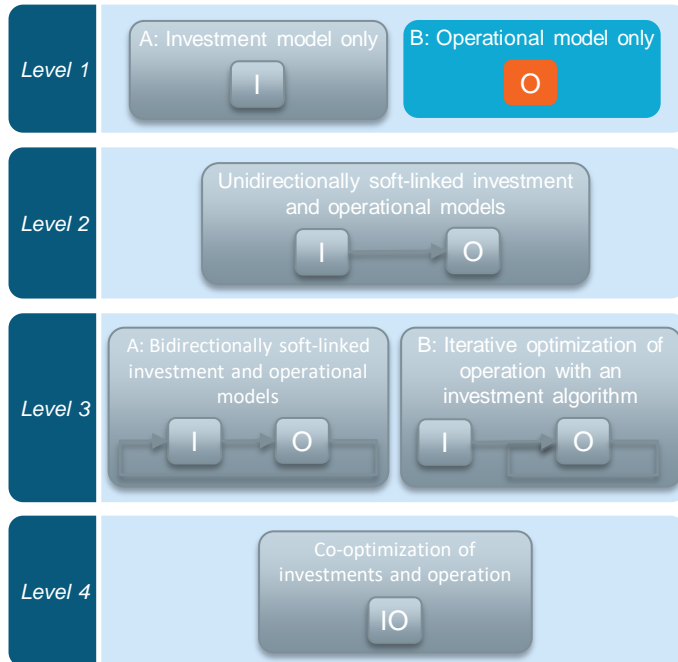 Level 1
A: Investment model only
I
B: Operational model only
O
Level 2
Unidirectionally soft-linked investment
and operational models
I
O
Level 3
A: Bidirectionally soft-linked
investment and operational
models
I
O
B: Iterative optimization of
operation with an
investment algorithm
I
O
Level 4
Co-optimization of
investments and operation
IO